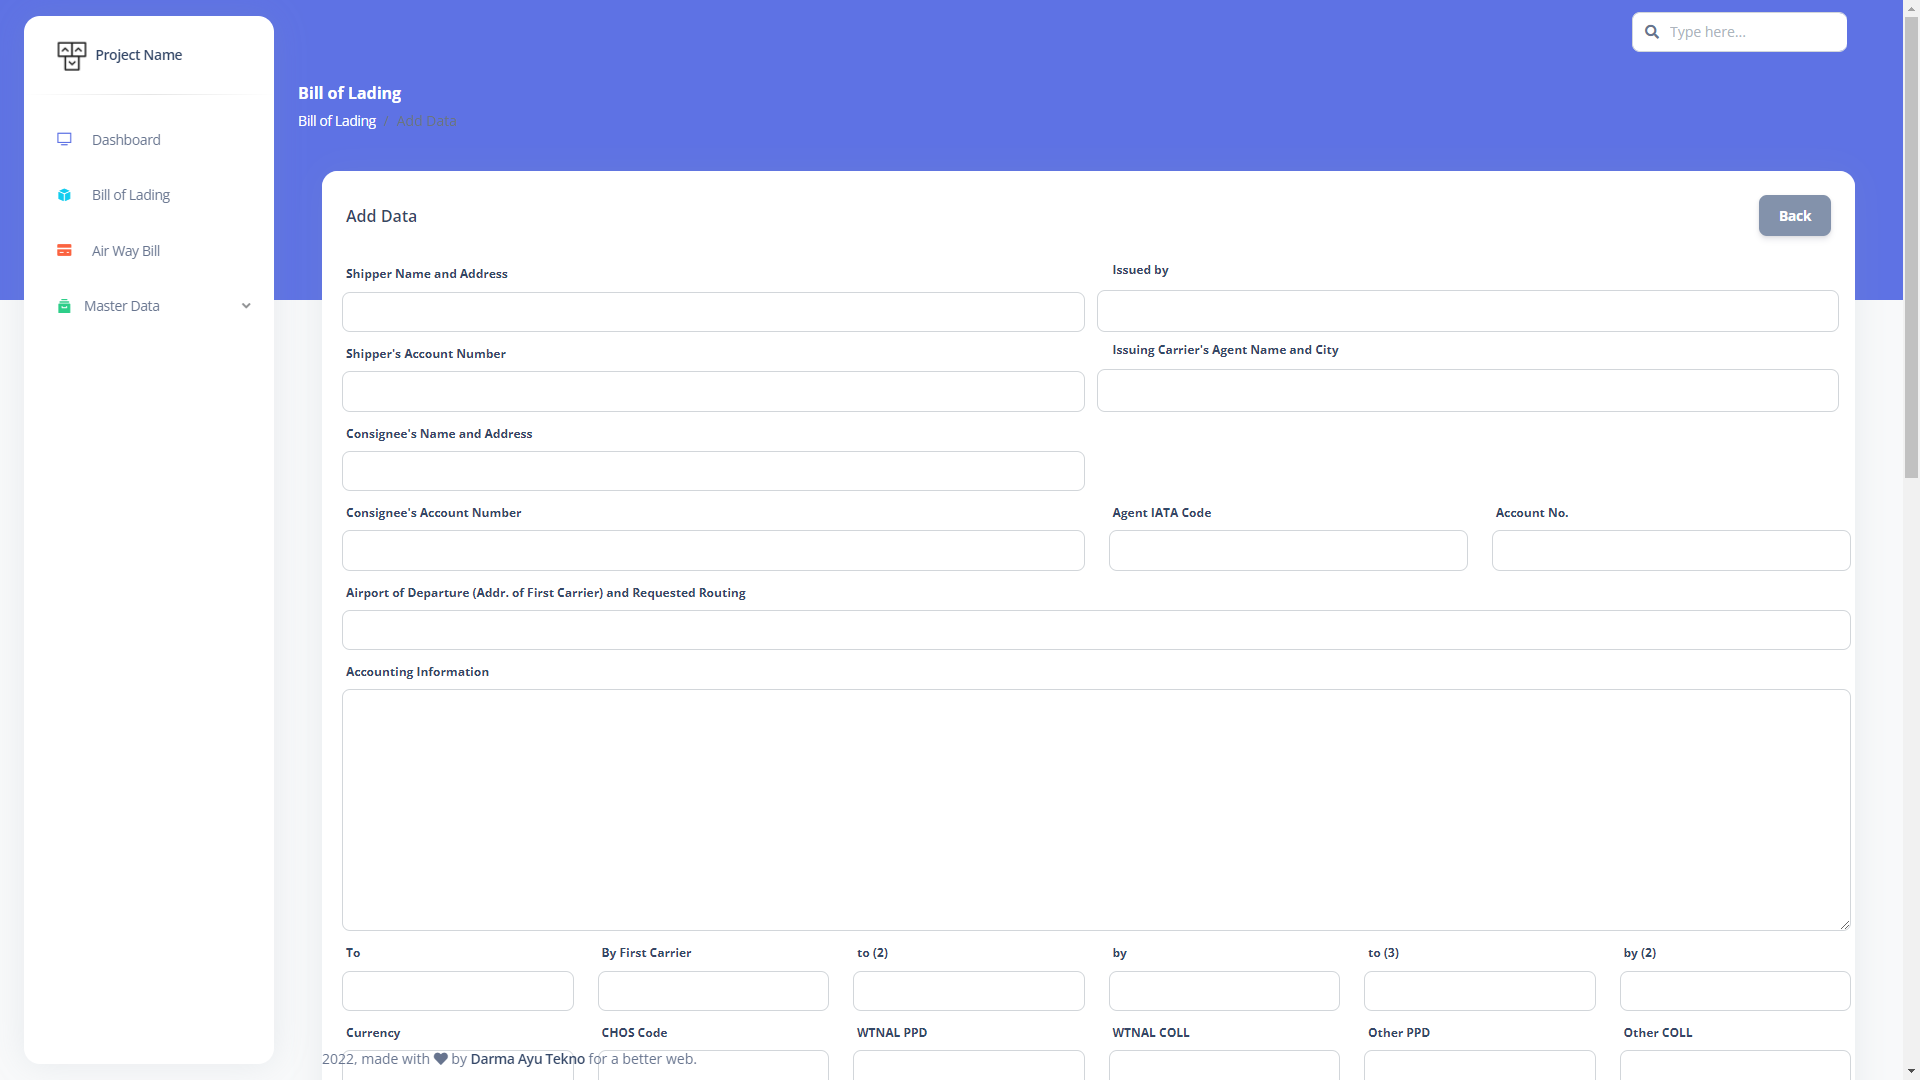 Project Name
Type here...
Bill of Lading
Bill of Lading / Add Data
Dashboard
Bill of Lading
Air Way Bill
Master Data
Add Data
Back
Shipper Name and Address
Issued by
Shipper's Account Number
Issuing Carrier's Agent Name and City
Consignee's Name and Address
Consignee's Account Number
Agent IATA Code
Account No.
Airport of Departure (Addr. of First Carrier) and Requested Routing
Accounting Information
To
By First Carrier
to (2)
by
to (3)
by (2)
Currency
CHOS Code
WTNAL PPD
WTNAL COLL
Other PPD
Other COLL
2022, made with by Darma Ayu Tekno for a better web.